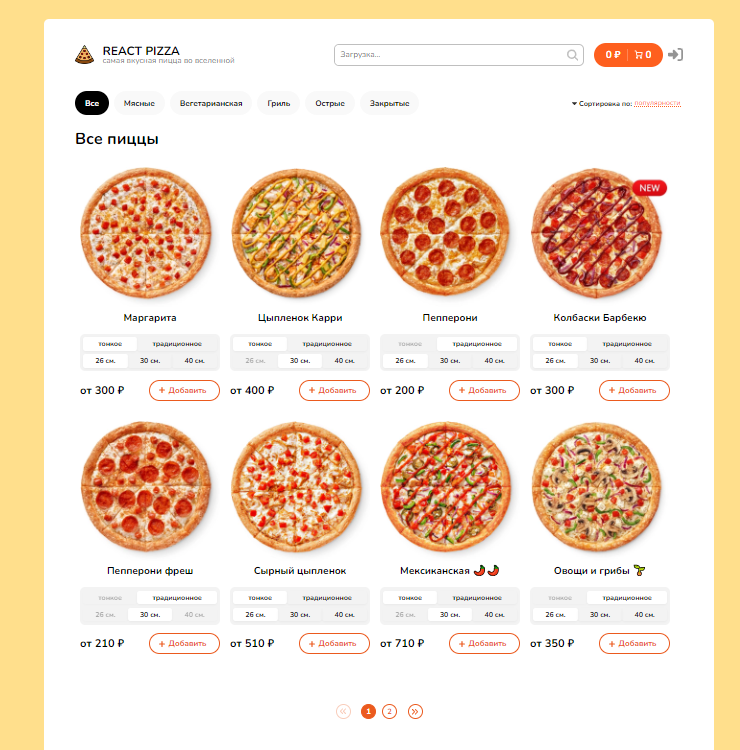 REACT PIZZA
самая вкусная пицца во вселенной
Загрузка...
0 ₽ 0
Все Мясные Вегетарианская Гриль Острые Закрытые
Сортировка по: популярности
Все пиццы
NEW
Маргарита Цыпленок Карри Пепперони Колбаски Барбекю
тонкое традиционное тонкое традиционное тонкое традиционное тонкое традиционное
26 см. 30 см. 40 см. 26 см. 30 см. 40 см. 26 см. 30 см. 40 см. 26 см. 30 см. 40 см.
от 300 ₽ + Добавить от 400 ₽ + Добавить от 200 ₽ + Добавить от 300 ₽ + Добавить
Пепперони фреш Сырный цыпленок Мексиканская Овощи и грибы
тонкое традиционное тонкое традиционное тонкое традиционное тонкое традиционное
26 см. 30 см. 40 см. 26 см. 30 см. 40 см. 26 см. 30 см. 40 см. 26 см. 30 см. 40 см.
от 210 ₽ + Добавить от 510 ₽ + Добавить от 710 ₽ + Добавить от 350 ₽ + Добавить
« 1 2 »